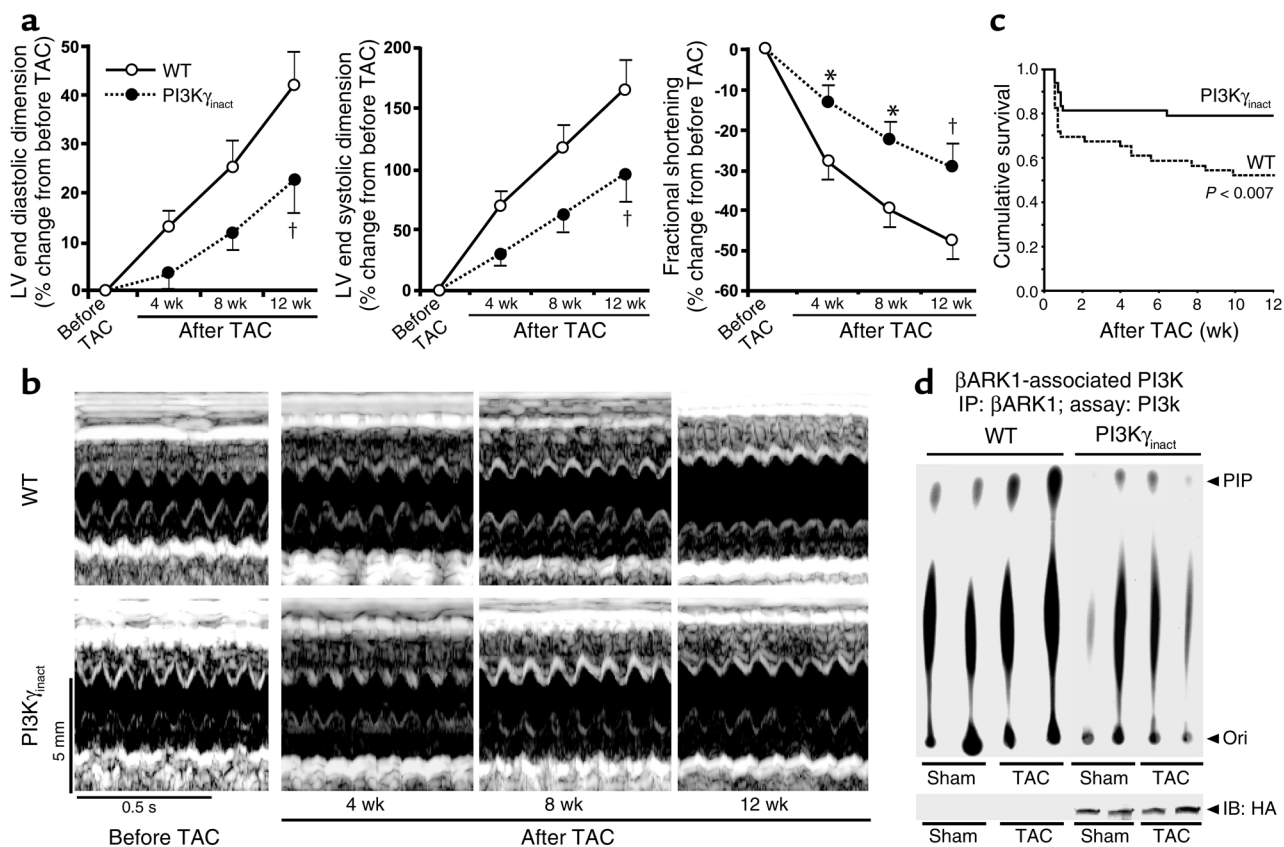 a
LV end diastolic dimension
(% change from before TAC)
50
40
30
20
10
0
WT
PI3Kγinact
†
Before
TAC
4 wk
8 wk
12 wk
After TAC
LV end systolic dimension
(% change from before TAC)
200
150
100
50
0
†
Before
TAC
4 wk
8 wk
12 wk
After TAC
Fractional shortening
(% change from before TAC)
0
-10
-20
-30
-40
-50
-60
*
*
†
Before
TAC
4 wk
8 wk
12 wk
After TAC
c
Cumulative survival
1.0
0.8
0.6
0.4
0.2
0.0
PI3Kγinact
WT
P < 0.007
0
2
4
6
8
10
12
After TAC (wk)
b
WT
PI3Kγinact
5 mm
0.5 s
4 wk
8 wk
12 wk
Before TAC
After TAC
d
βARK1-associated PI3K
IP: βARK1; assay: PI3k
WT
PI3Kγinact
PIP
Ori
Sham
TAC
Sham
TAC
IB: HA
Sham
TAC
Sham
TAC